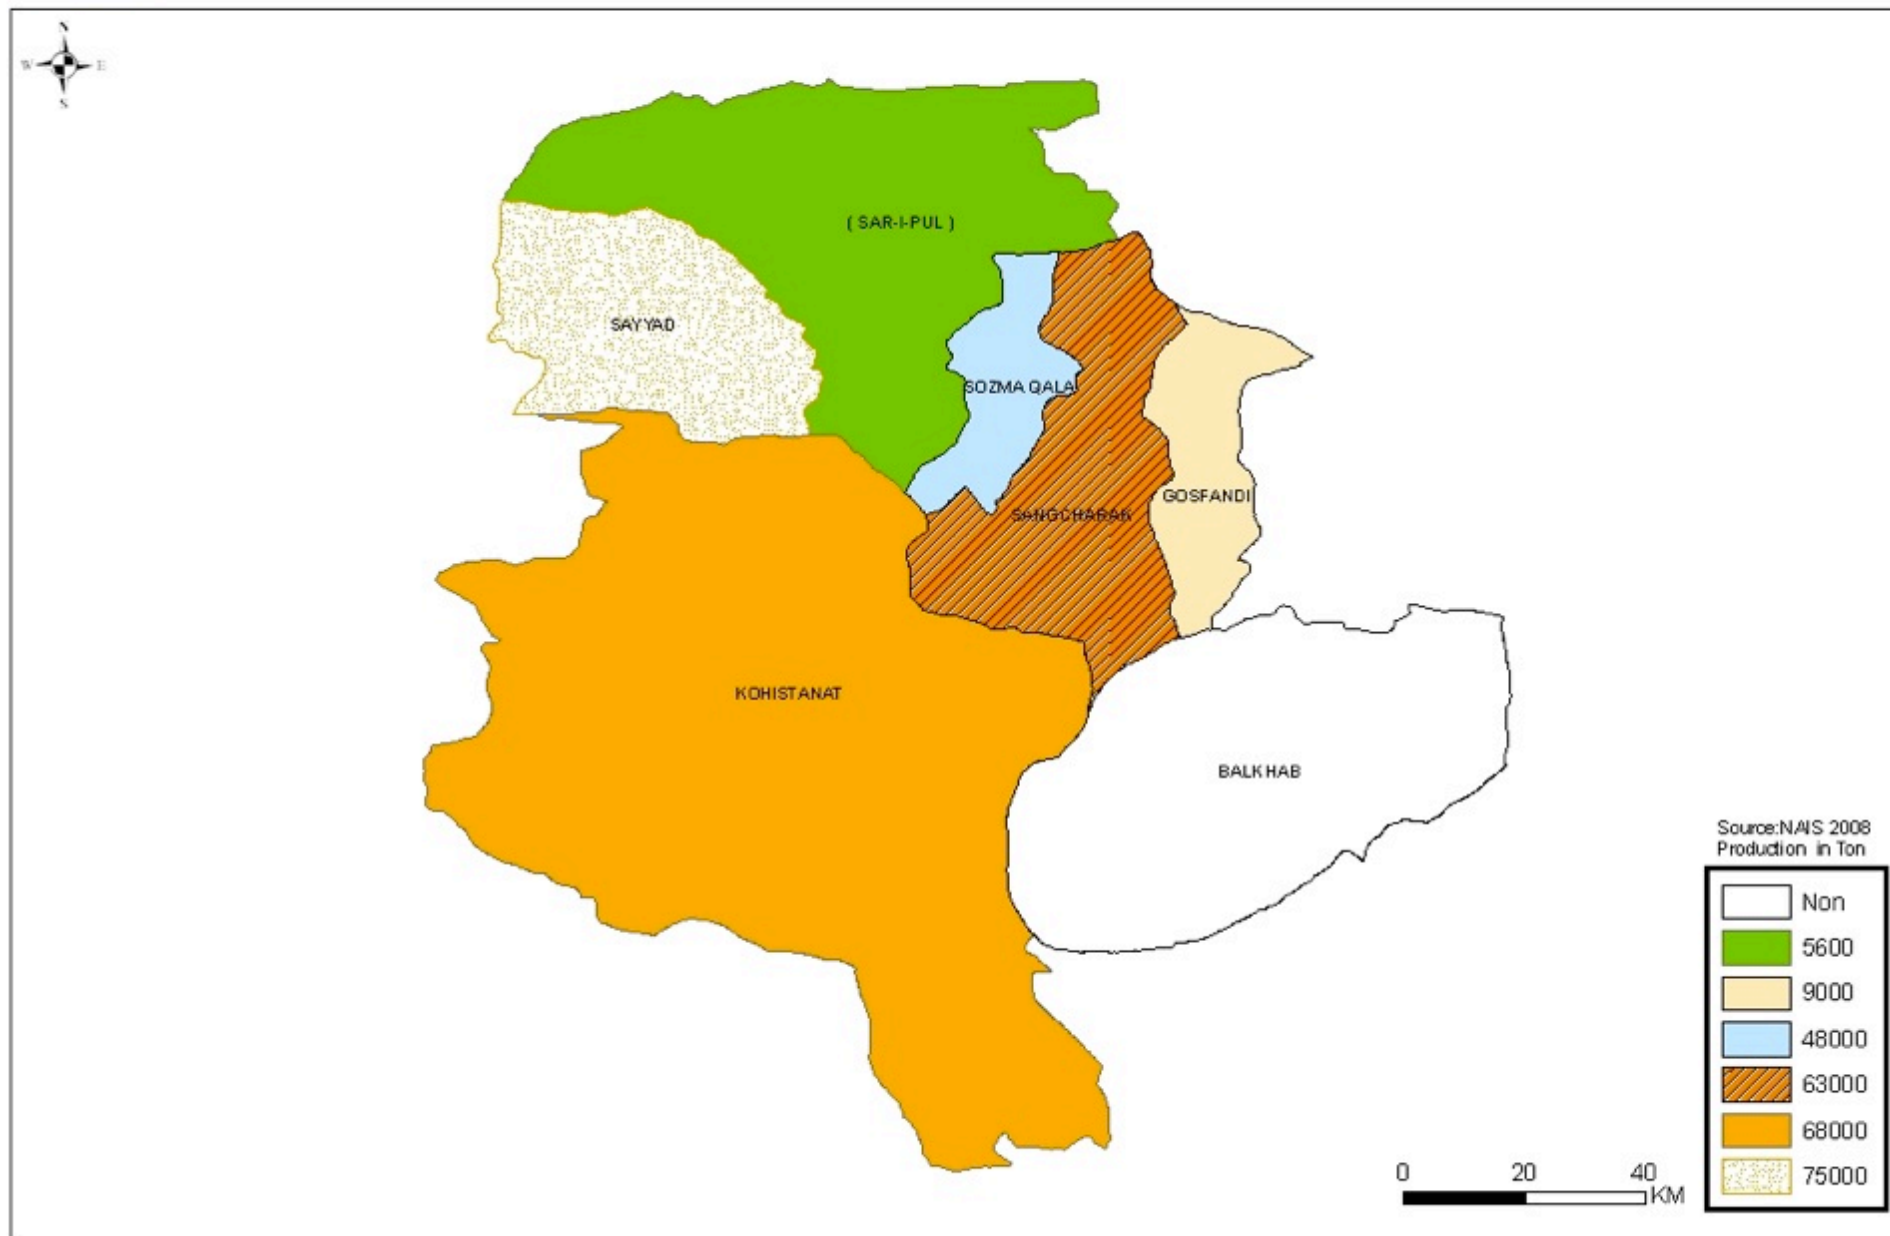 N
W E
S
( SAR-I-PUL )
SAYYAD
SOZMA QALA
GOSFANDI
SANGCHARAK
KOHISTANAT
BALKHAB
Source:NAIS 2008
Production in Ton
Non
5600
9000
48000
63000
68000
75000
0 20 40
KM